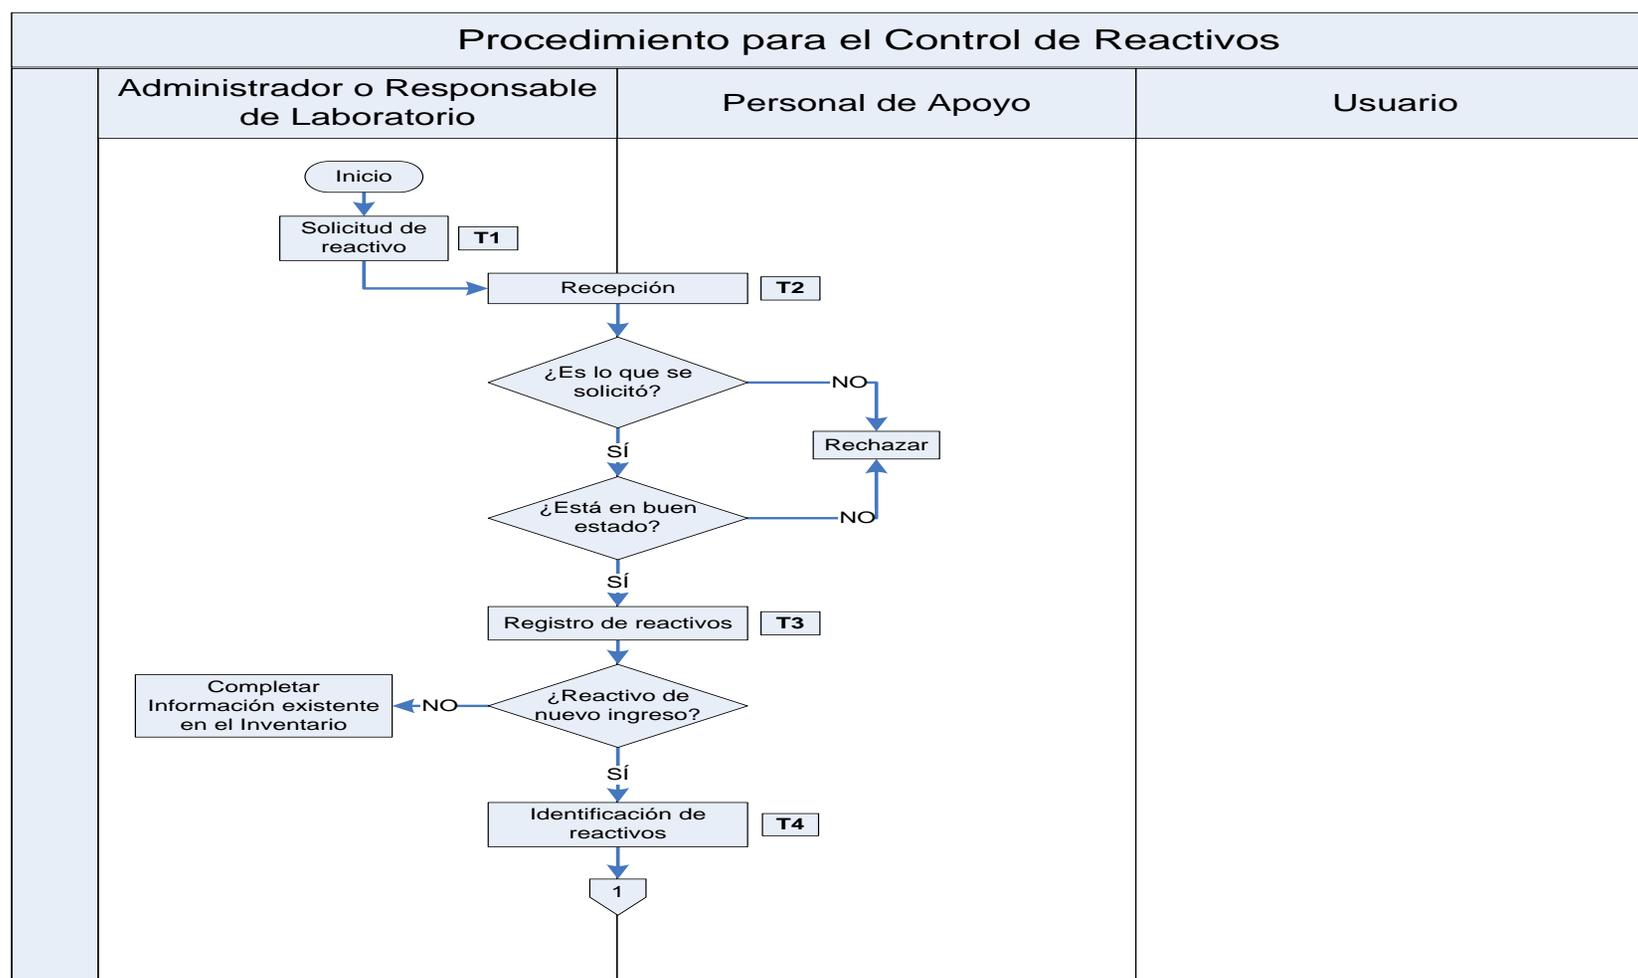 Procedimiento para el Control de Reactivos
Administrador o Responsable
de Laboratorio
Personal de Apoyo
Usuario
Inicio
Solicitud de
reactivo
T1
Recepción
T2
¿Es lo que se
solicitó?
NO
Rechazar
SÍ
¿Está en buen
estado?
NO
SÍ
Registro de reactivos
T3
¿Reactivo de
nuevo ingreso?
NO
Completar
Información existente
en el Inventario
SÍ
Identificación de
reactivos
T4
1